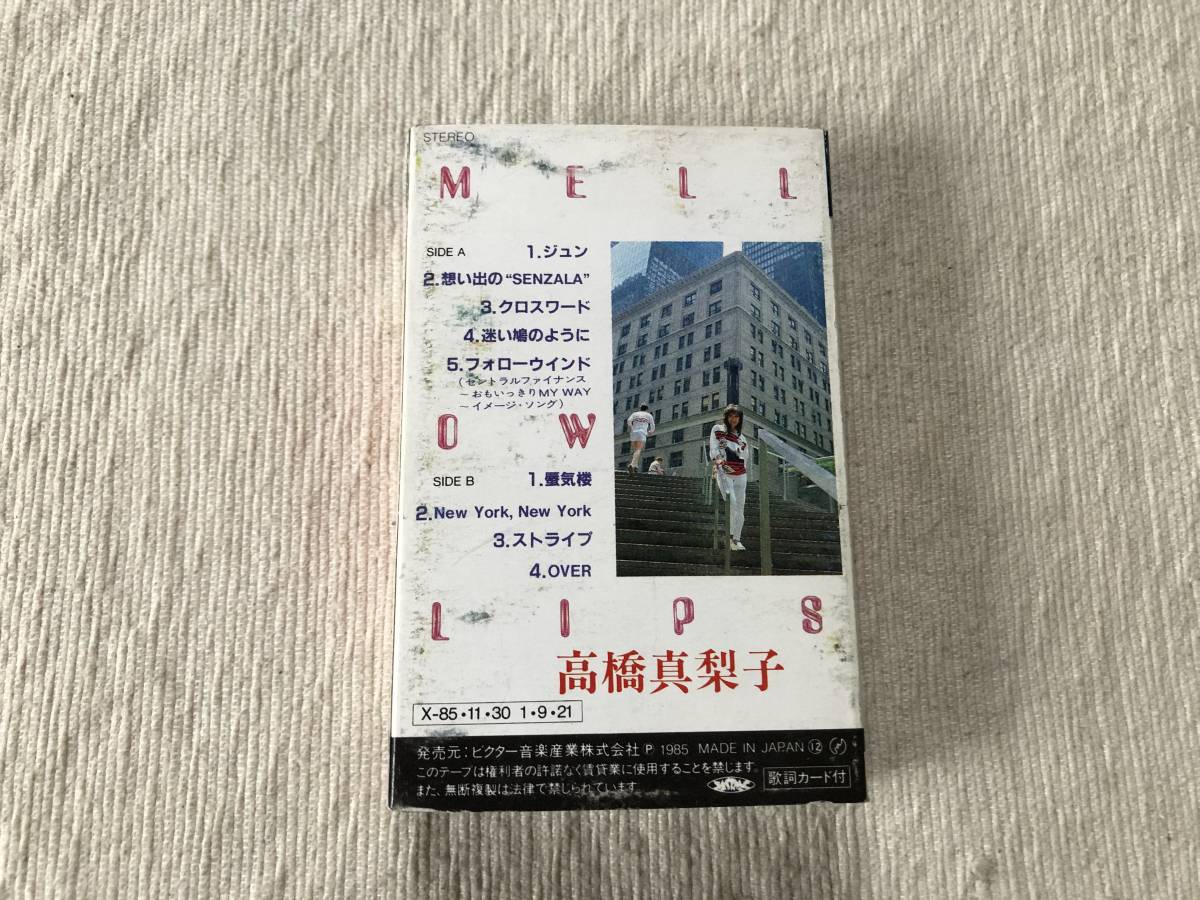 STEREO
MELL
SIDE A 1.ジュン
2.想い出の“SENZALA”
3.クロスワード
4.迷い鳩のように
5.フォローウインド
(セントラルファイナンス
～おもいっきりMY WAY
～イメージ・ソング)
OW
SIDE B 1.蜃気楼
2.New York, New York
3.ストライプ
4.OVER
LIPS
高橋真梨子
X-85•11•30 1•9•21
発売元:ビクター音楽産業株式会社Ⓟ 1985 MADE IN JAPAN⑫
このテープは権利者の許諾なく賃貸業に使用することを禁じます。
また、無断複製は法律で禁じられています。
歌詞カード付